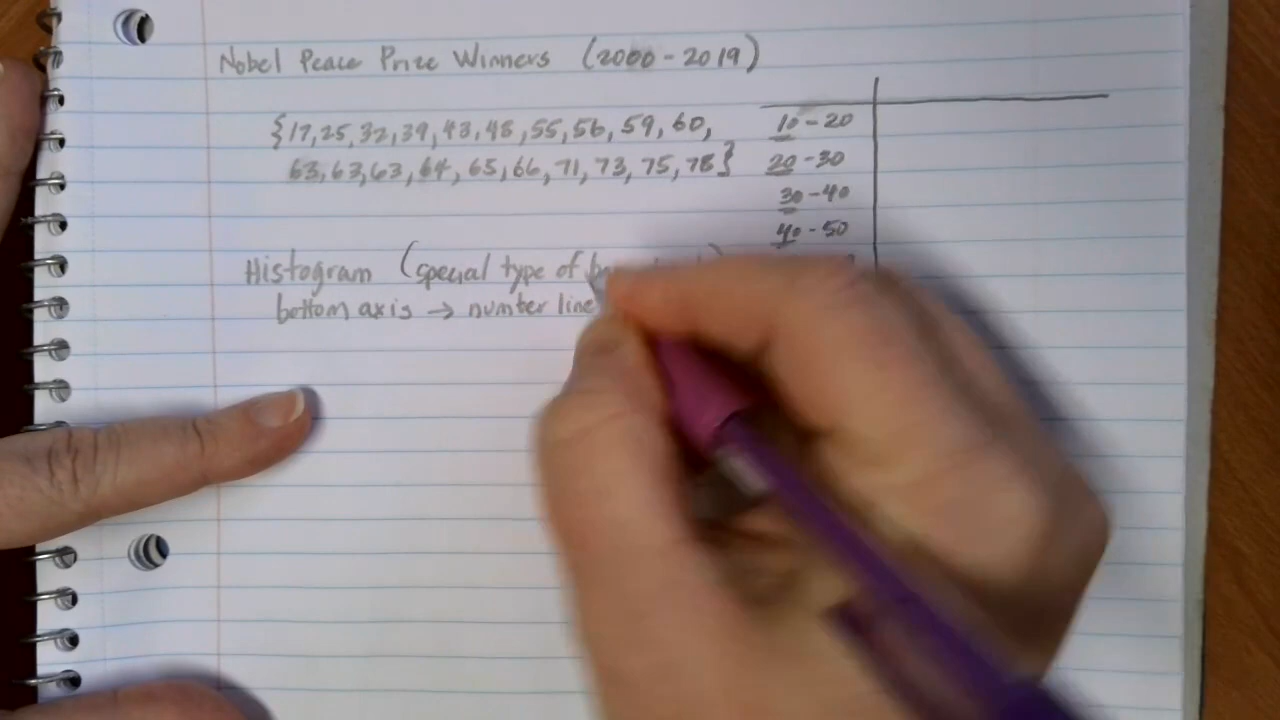 Nobel Peace Prize Winners (2000 - 2019)
{17, 25, 32, 39, 43, 48, 55, 56, 59, 60,
63, 63, 63, 64, 65, 66, 71, 73, 75, 78}
10 - 20
20 - 30
30 - 40
40 - 50
Histogram (special type of
bottom axis → number line